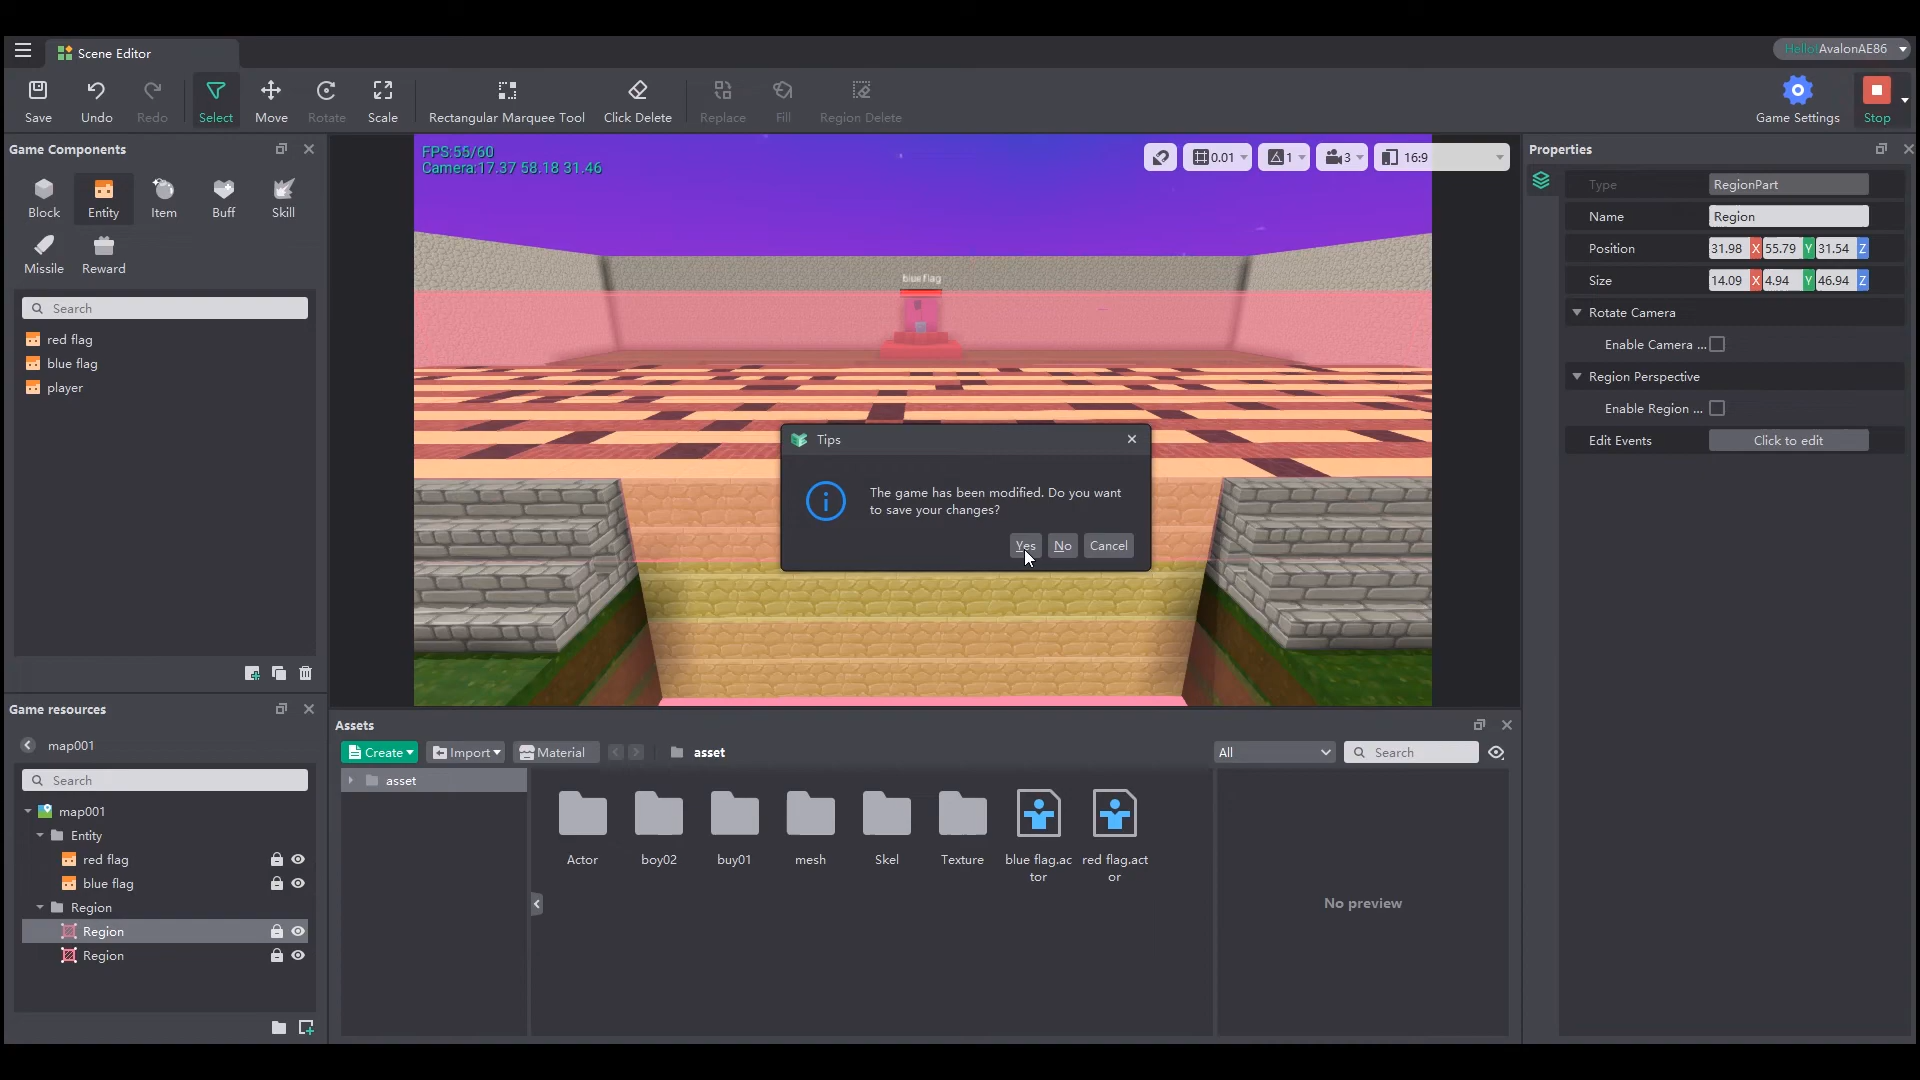 Scene Editor
Hello!AvalonAE86
Save
Undo
Redo
Select
Move
Rotate
Scale
Rectangular Marquee Tool
Click Delete
Replace
Fill
Region Delete
Game Settings
Stop
Game Components
Block
Entity
Item
Buff
Skill
Missile
Reward
Search
red flag
blue flag
player
FPS:55/60
Camera:17.37 58.18 31.46
0.01
1
3
16:9
blue flag
Tips
The game has been modified. Do you want
to save your changes?
Yes
No
Cancel
Properties
Type
RegionPart
Name
Region
Position
31.98 X 55.79 Y 31.54 Z
Size
14.09 X 4.94 Y 46.94 Z
Rotate Camera
Enable Camera ...
Region Perspective
Enable Region ...
Edit Events
Click to edit
Game resources
map001
Search
map001
Entity
red flag
blue flag
Region
Region
Region
Assets
Create
Import
Material
asset
All
Search
asset
Actor
boy02
buy01
mesh
Skel
Texture
blue flag.ac
tor
red flag.act
or
No preview